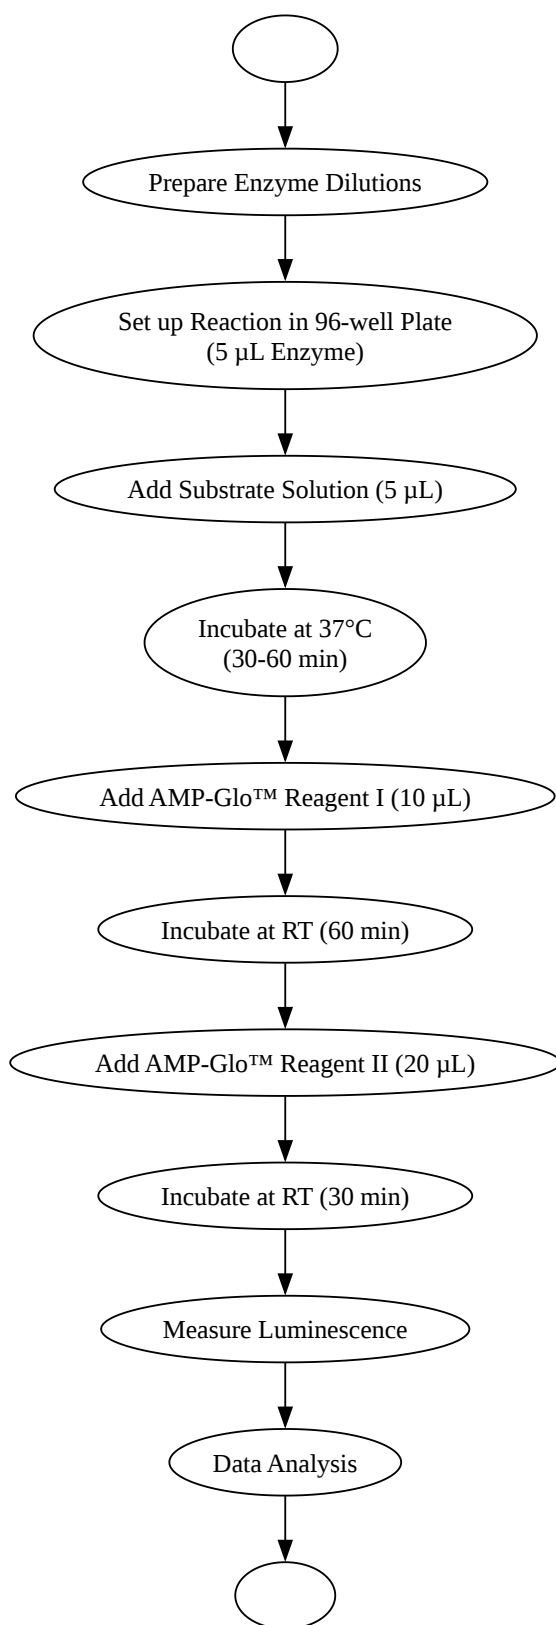 Prepare Enzyme Dilutions
Set up Reaction in 96-well Plate
(5 µL Enzyme)
Add Substrate Solution (5 µL)
Incubate at 37°C
(30-60 min)
Add AMP-Glo™ Reagent I (10 µL)
Incubate at RT (60 min)
Add AMP-Glo™ Reagent II (20 µL)
Incubate at RT (30 min)
Measure Luminescence
Data Analysis